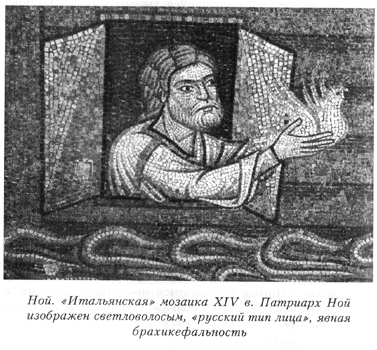 Ной. «Итальянская» мозаика XIV в. Патриарх Ной
изображен светловолосым, «русский тип лица», явная
брахикефальность